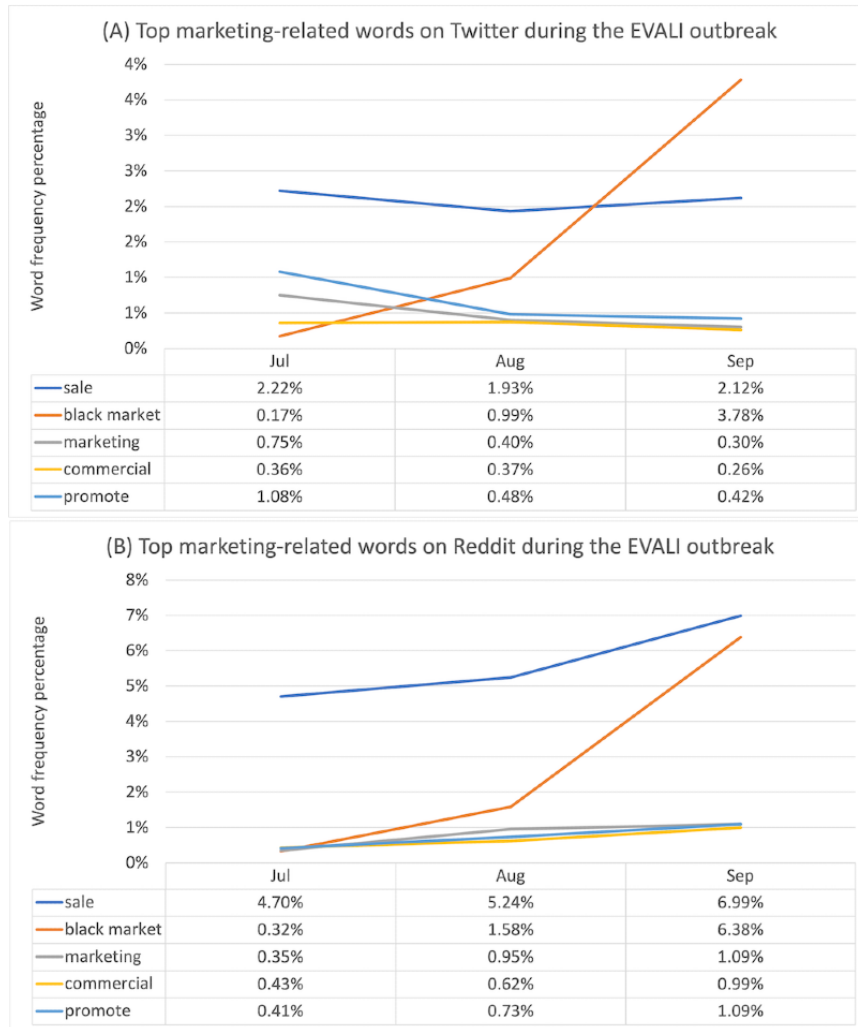 (A) Top marketing-related words on Twitter during the EVALI outbreak
Word frequency percentage
4%
4%
3%
3%
2%
2%
1%
1%
0%
Jul Aug Sep
sale 2.22% 1.93% 2.12%
black market 0.17% 0.99% 3.78%
marketing 0.75% 0.40% 0.30%
commercial 0.36% 0.37% 0.26%
promote 1.08% 0.48% 0.42%
(B) Top marketing-related words on Reddit during the EVALI outbreak
Word frequency percentage
8%
7%
6%
5%
4%
3%
2%
1%
0%
Jul Aug Sep
sale 4.70% 5.24% 6.99%
black market 0.32% 1.58% 6.38%
marketing 0.35% 0.95% 1.09%
commercial 0.43% 0.62% 0.99%
promote 0.41% 0.73% 1.09%